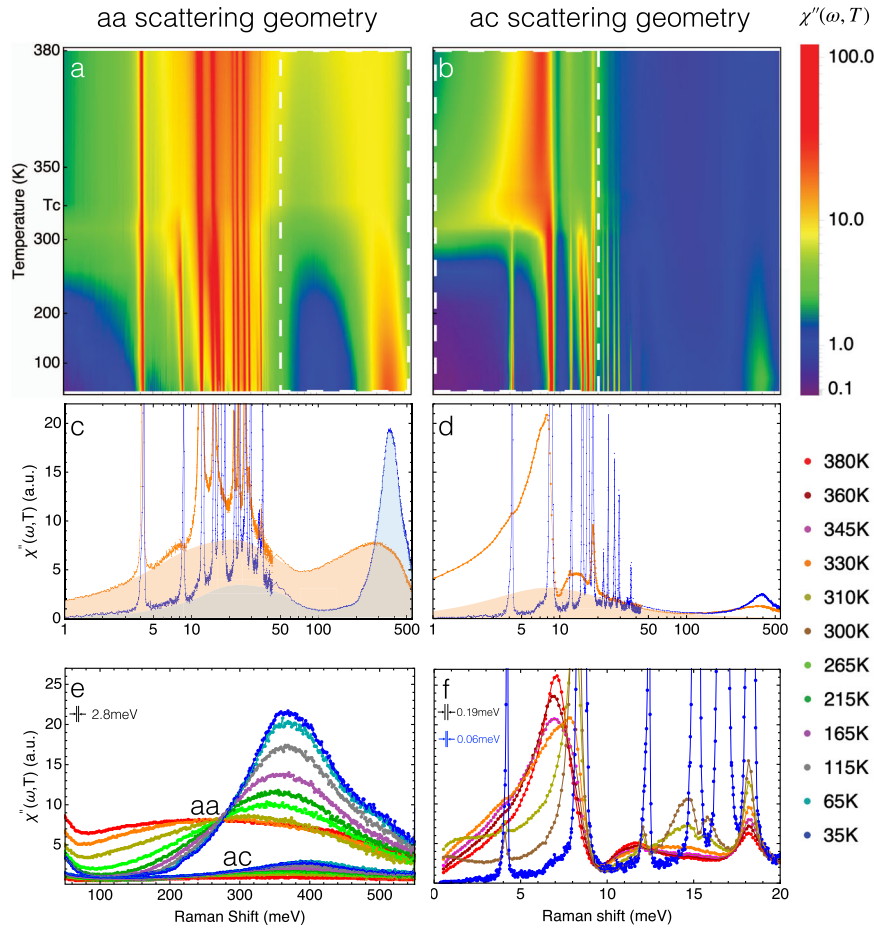 aa scattering geometry
ac scattering geometry
χ''(ω, T)
a
b
Temperature (K)
380
350
Tc
300
200
100
100.0
10.0
1.0
0.1
c
d
χ''(ω,T) (a.u.)
20
15
10
5
0
1 5 10 50 100 500
1 5 10 50 100 500
380K
360K
345K
330K
310K
300K
265K
215K
165K
115K
65K
35K
e
2.8meV
aa
ac
χ''(ω,T) (a.u.)
25
20
15
10
5
100 200 300 400 500
Raman Shift (meV)
f
0.19meV
0.06meV
0 5 10 15 20
Raman shift (meV)